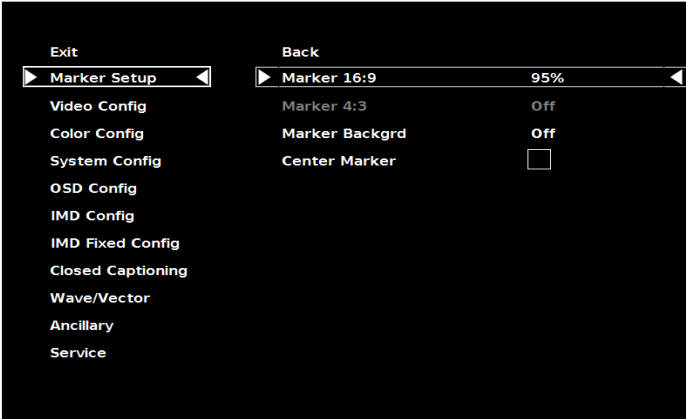 Exit Back
Marker Setup Marker 16:9 95%
Video Config Marker 4:3 Off
Color Config Marker Backgrd Off
System Config Center Marker
OSD Config
IMD Config
IMD Fixed Config
Closed Captioning
Wave/Vector
Ancillary
Service